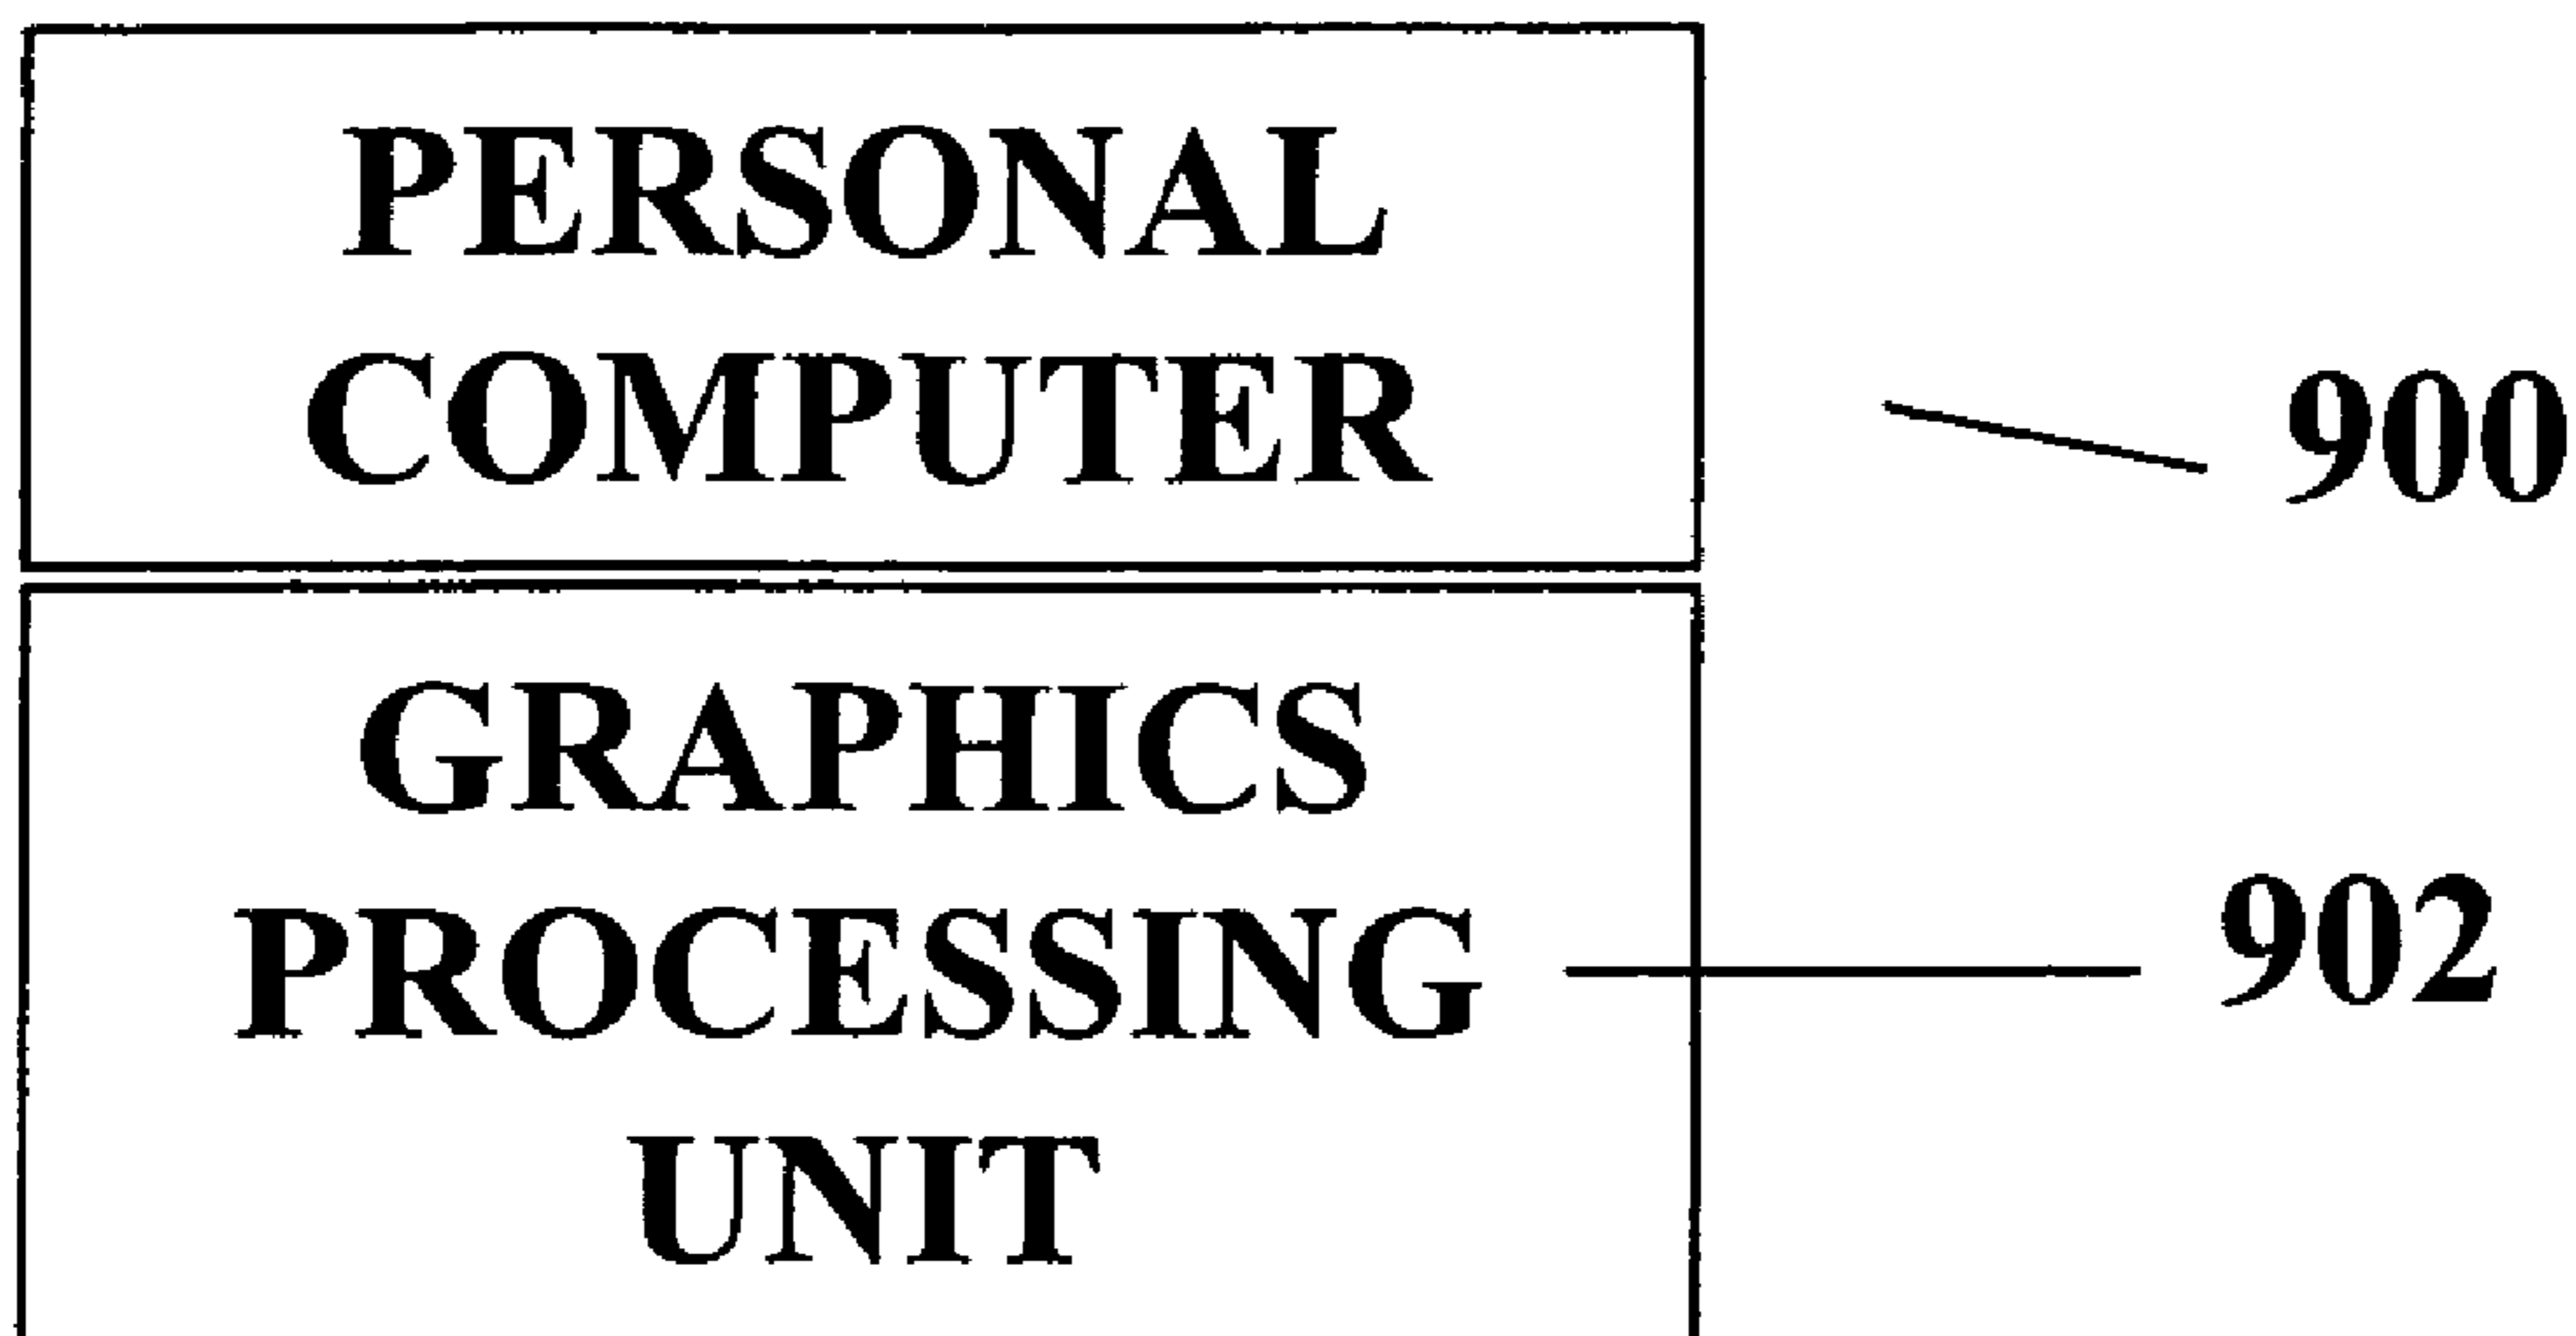 PERSONAL
COMPUTER
900
GRAPHICS
PROCESSING
902
UNIT